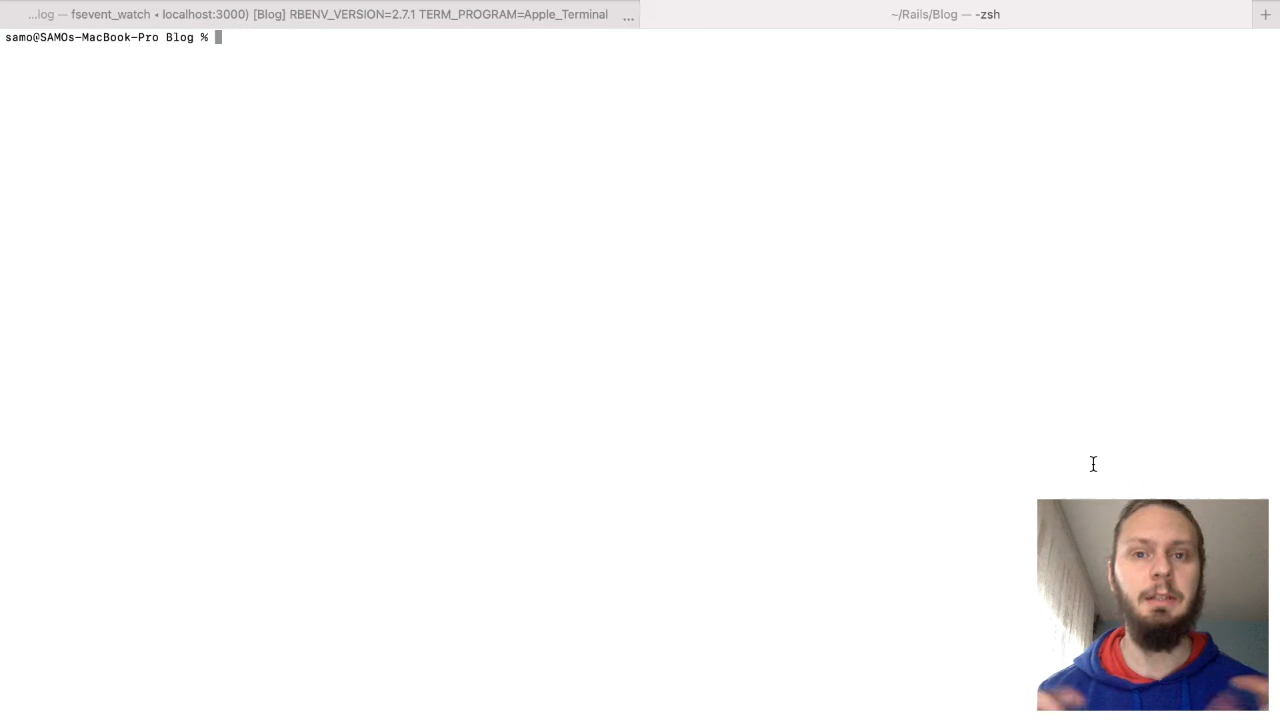 ...log — fsevent_watch ◂ localhost:3000) [Blog] RBENV_VERSION=2.7.1 TERM_PROGRAM=Apple_Terminal ...
~/Rails/Blog — -zsh +
samo@SAMOs-MacBook-Pro Blog %